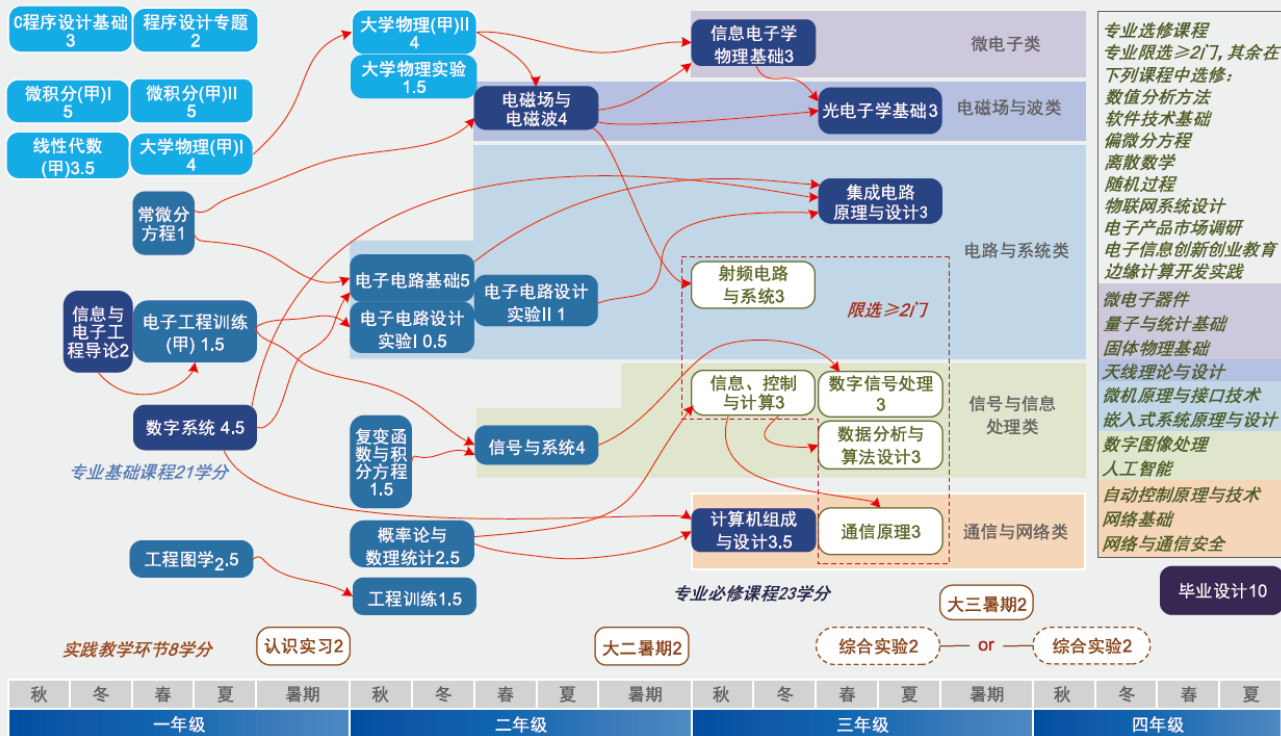 C程序设计基础
3
程序设计专题
2
微积分(甲)I
5
微积分(甲)II
5
线性代数
(甲)3.5
大学物理(甲)I
4
常微分
方程1
信息与
电子工
程导论2
电子工程训练
(甲) 1.5
数字系统 4.5
专业基础课程21学分
工程图学2.5
实践教学环节8学分
认识实习2
大学物理(甲)II
4
大学物理实验
1.5
电磁场与
电磁波4
电子电路基础5
电子电路设计
实验I 0.5
电子电路设计
实验II 1
复变函
数与积
分方程
1.5
信号与系统4
概率论与
数理统计2.5
工程训练1.5
大二暑期2
信息电子学
物理基础3
微电子类
光电子学基础3
电磁场与波类
集成电路
原理与设计3
电路与系统类
射频电路
与系统3
限选≥2门
信息、控制
与计算3
数字信号处理
3
数据分析与
算法设计3
信号与信息
处理类
计算机组成
与设计3.5
通信原理3
通信与网络类
专业必修课程23学分
大三暑期2
综合实验2
or
综合实验2
专业选修课程
专业限选≥2门,其余在
下列课程中选修:
数值分析方法
软件技术基础
偏微分方程
离散数学
随机过程
物联网系统设计
电子产品市场调研
电子信息创新创业教育
边缘计算开发实践
微电子器件
量子与统计基础
固体物理基础
天线理论与设计
微机原理与接口技术
嵌入式系统原理与设计
数字图像处理
人工智能
自动控制原理与技术
网络基础
网络与通信安全
毕业设计10
秋 冬 春 夏 暑期 秋 冬 春 夏 暑期 秋 冬 春 夏 暑期 秋 冬 春 夏
一年级 二年级 三年级 四年级